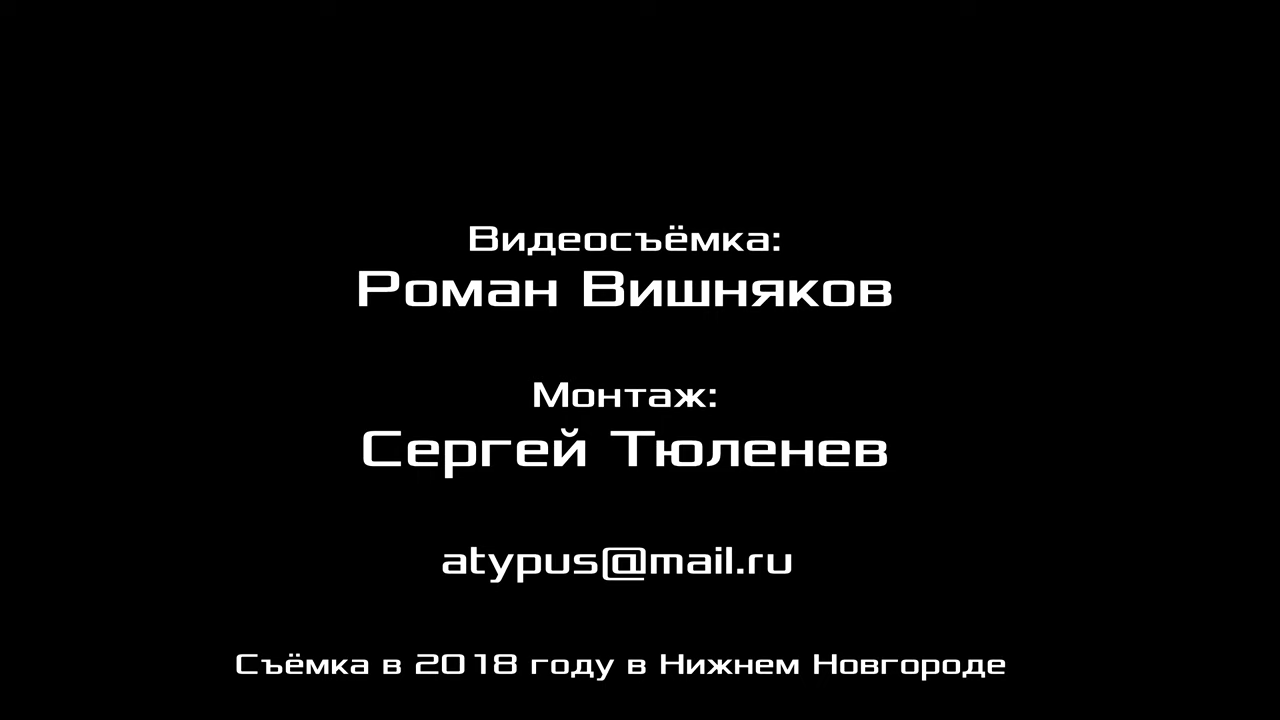 Видеосъёмка:
Роман Вишняков
Монтаж:
Сергей Тюленев
atypus@mail.ru
Съёмка в 2018 году в Нижнем Новгороде